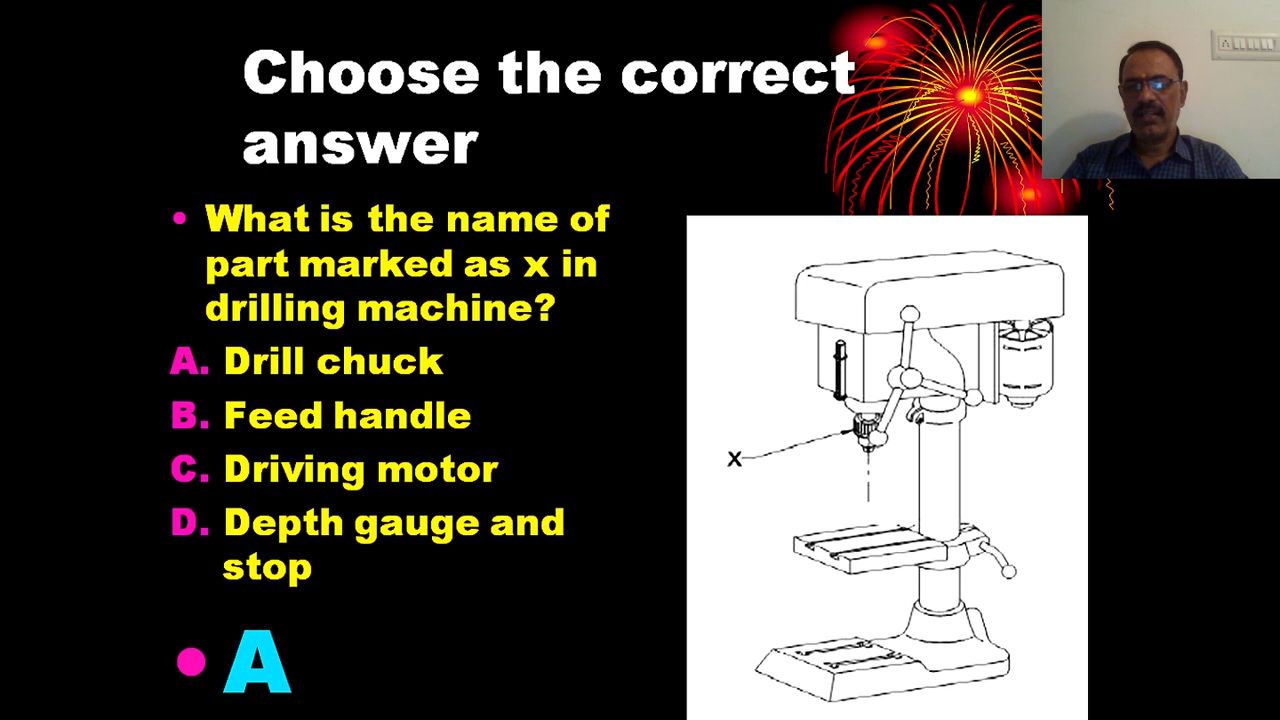 Choose the correct
answer
• What is the name of
part marked as x in
drilling machine?
A. Drill chuck
B. Feed handle
C. Driving motor
D. Depth gauge and
stop
• A
X